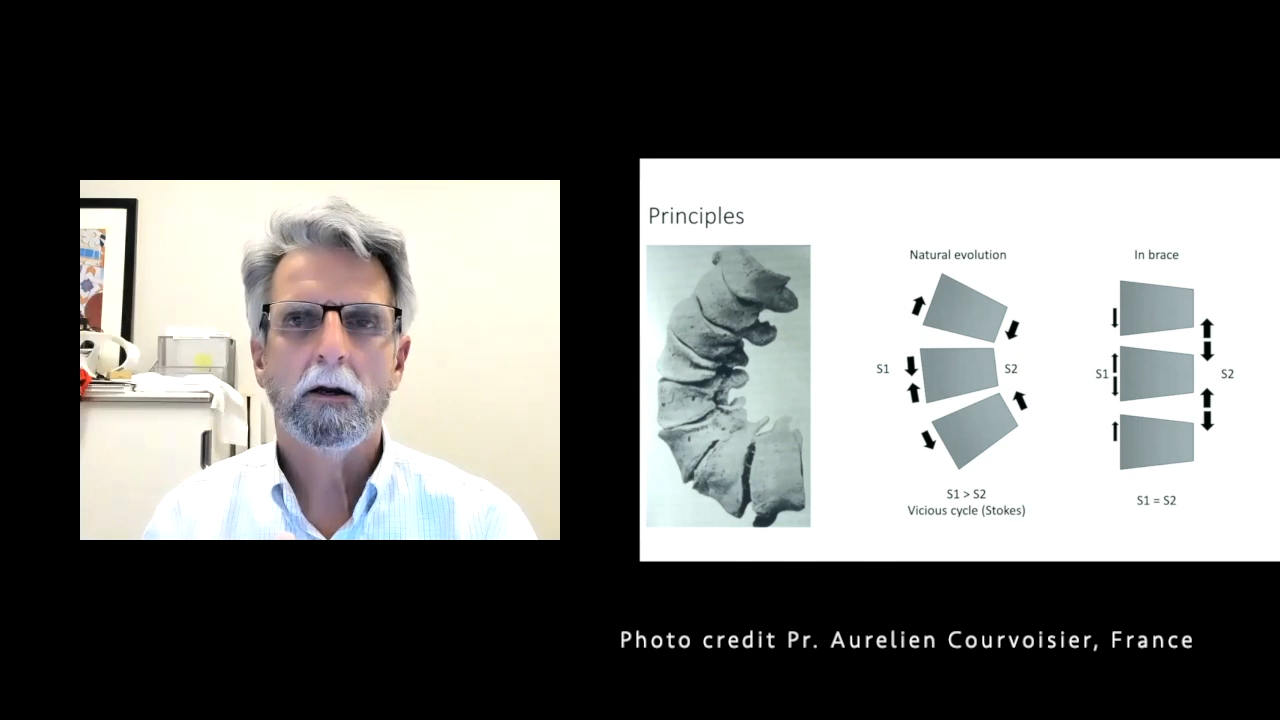 Principles
Natural evolution
In brace
S1
S2
S1
S2
S1 > S2
Vicious cycle (Stokes)
S1 = S2
Photo credit Pr. Aurelien Courvoisier, France